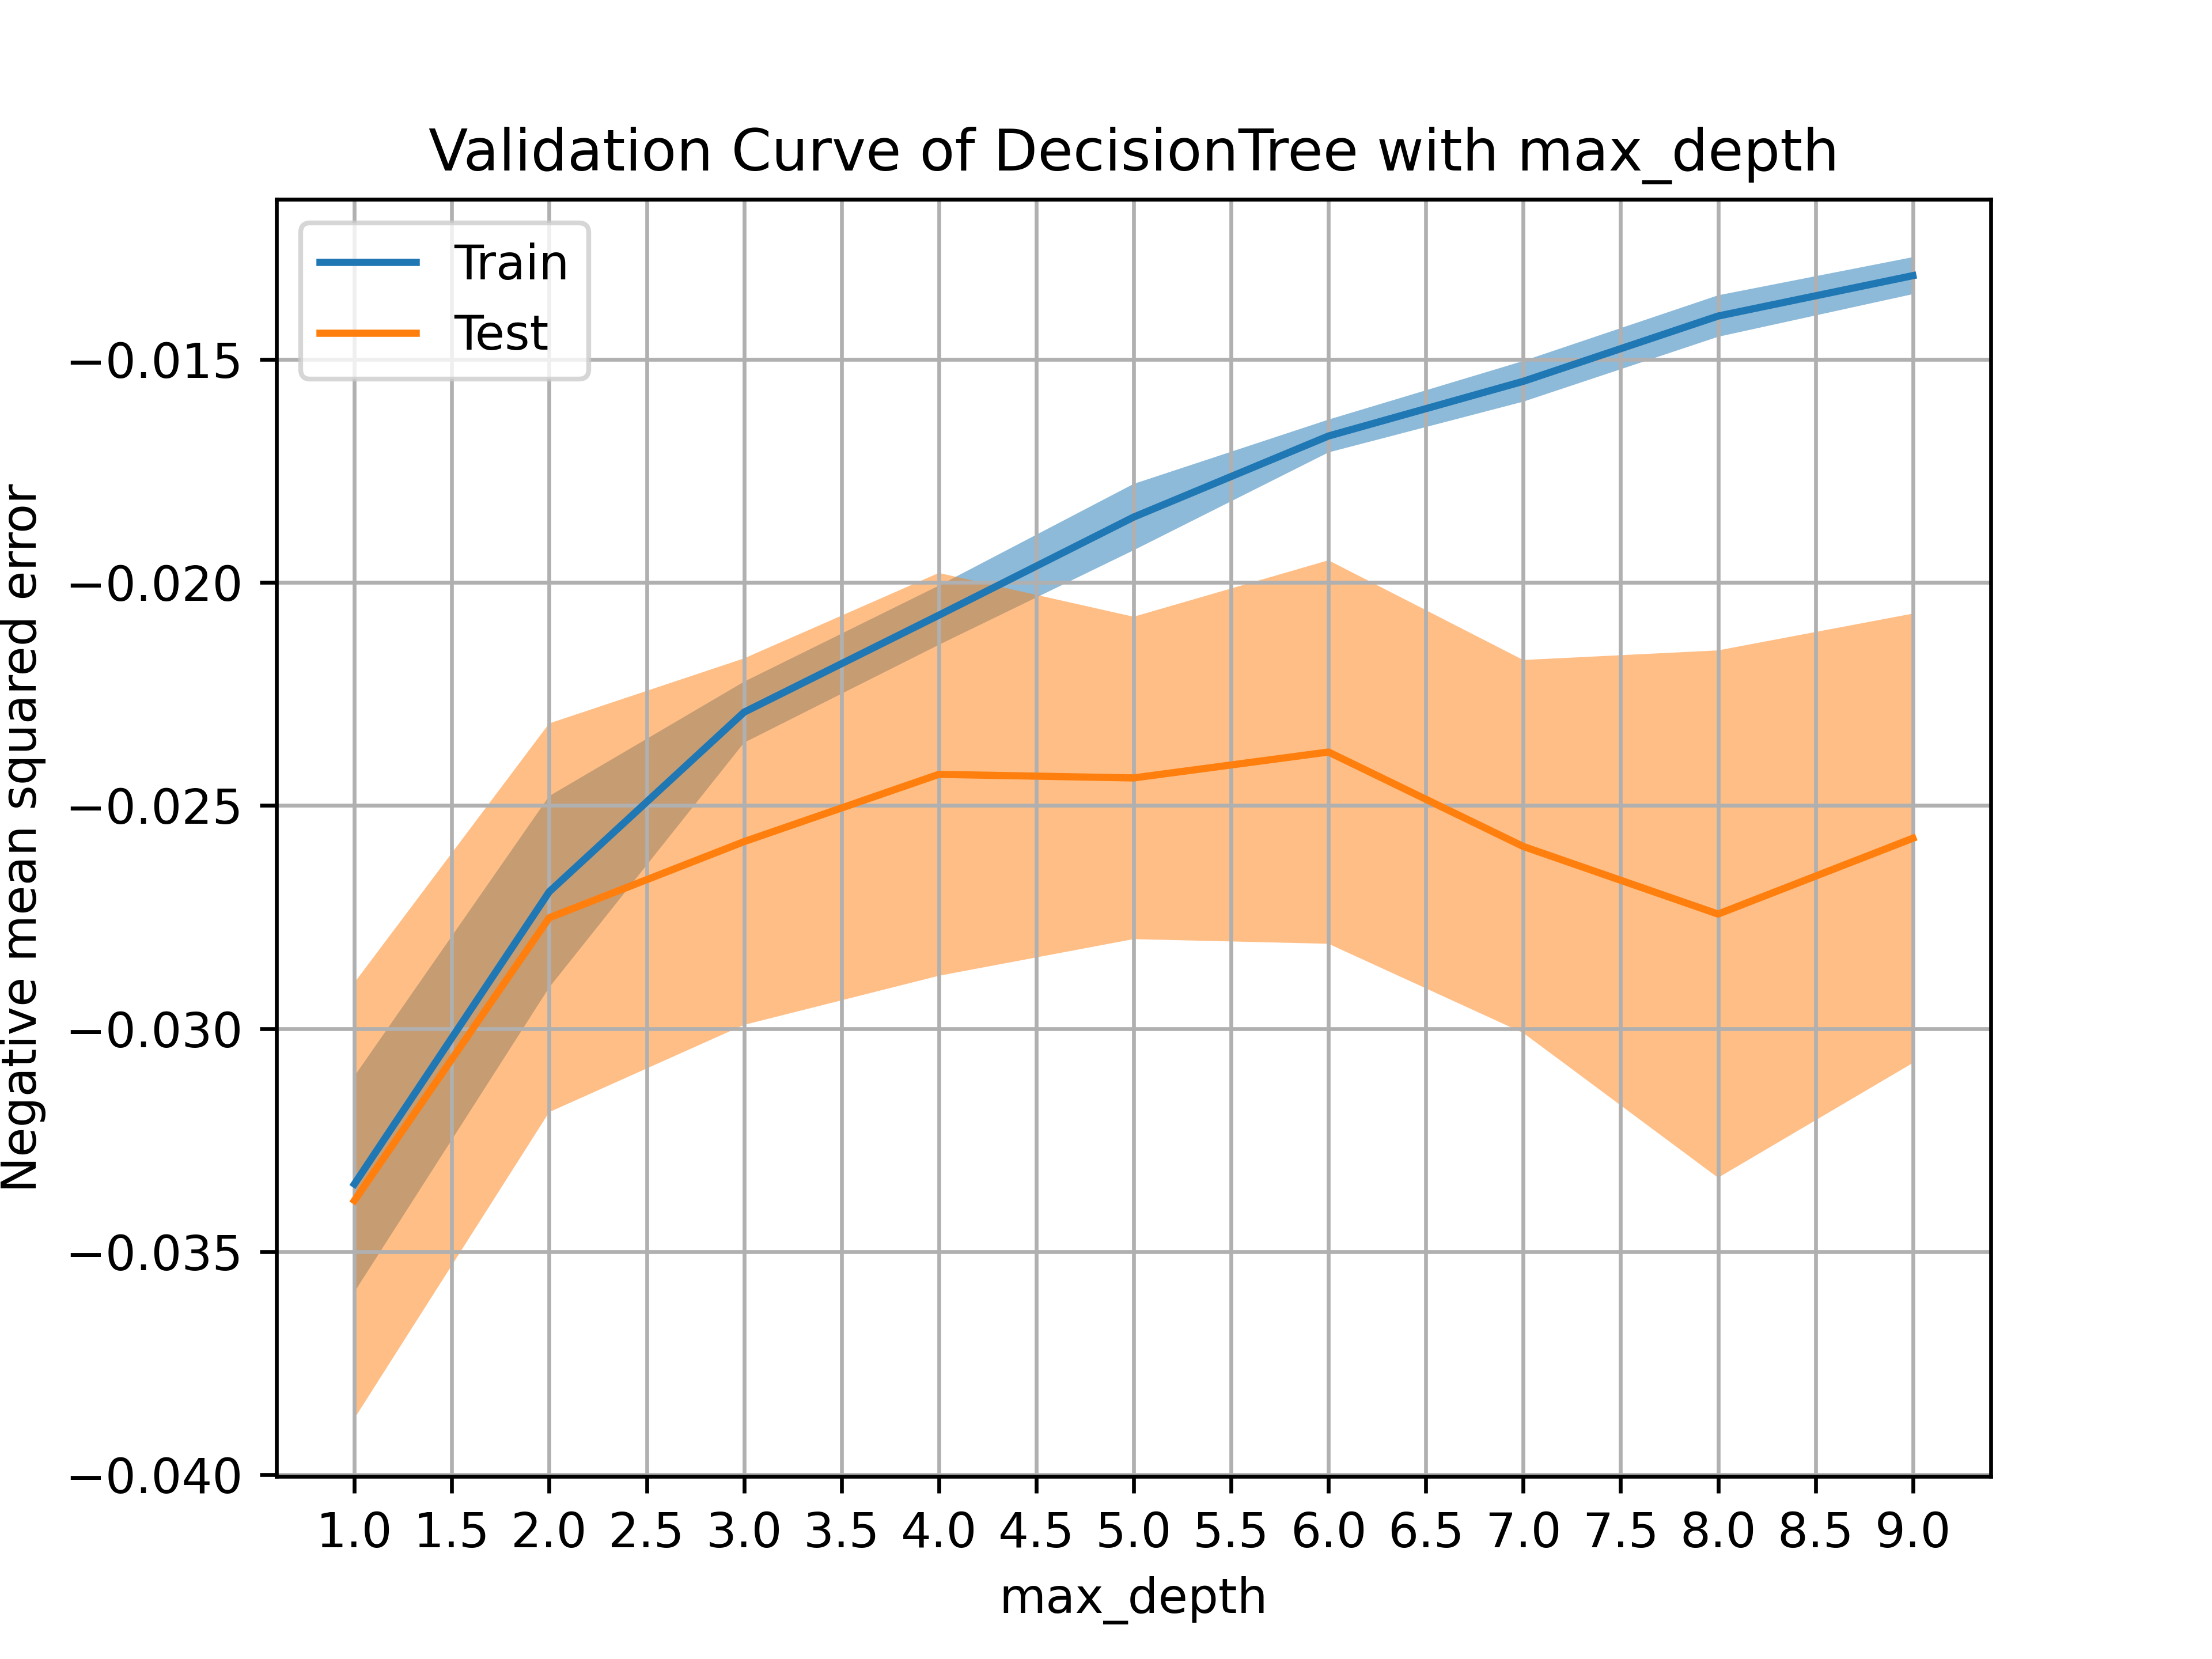 Validation Curve of DecisionTree with max_depth
Train
Test
Negative mean squared error
−0.015
−0.020
−0.025
−0.030
−0.035
−0.040
1.0 1.5 2.0 2.5 3.0 3.5 4.0 4.5 5.0 5.5 6.0 6.5 7.0 7.5 8.0 8.5 9.0
max_depth